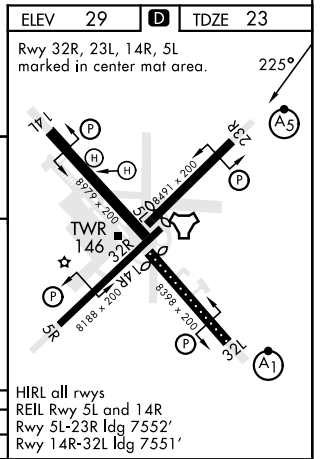 ELEV 29 D TDZE 23
Rwy 32R, 23L, 14R, 5L
marked in center mat area.
225°
14L
P
H
H
23R
A5
P
8979 x 200
8491 x 200
5L
TWR
146
32R
14R
P
5R
8188 x 200
8398 x 200
P
32L
A1
HIRL all rwys
REIL Rwy 5L and 14R
Rwy 5L-23R ldg 7552'
Rwy 14R-32L ldg 7551'